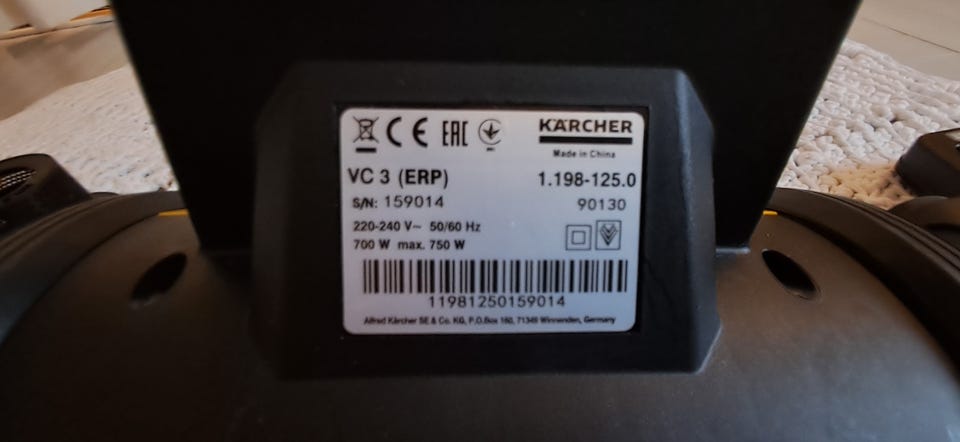 CE EAC
KÄRCHER
Made in China
VC 3 (ERP) 1.198-125.0
S/N: 159014 90130
220-240 V~ 50/60 Hz
700 W max. 750 W
11981250159014
Alfred Kärcher SE & Co. KG, P.O.Box 160, 71349 Winnenden, Germany